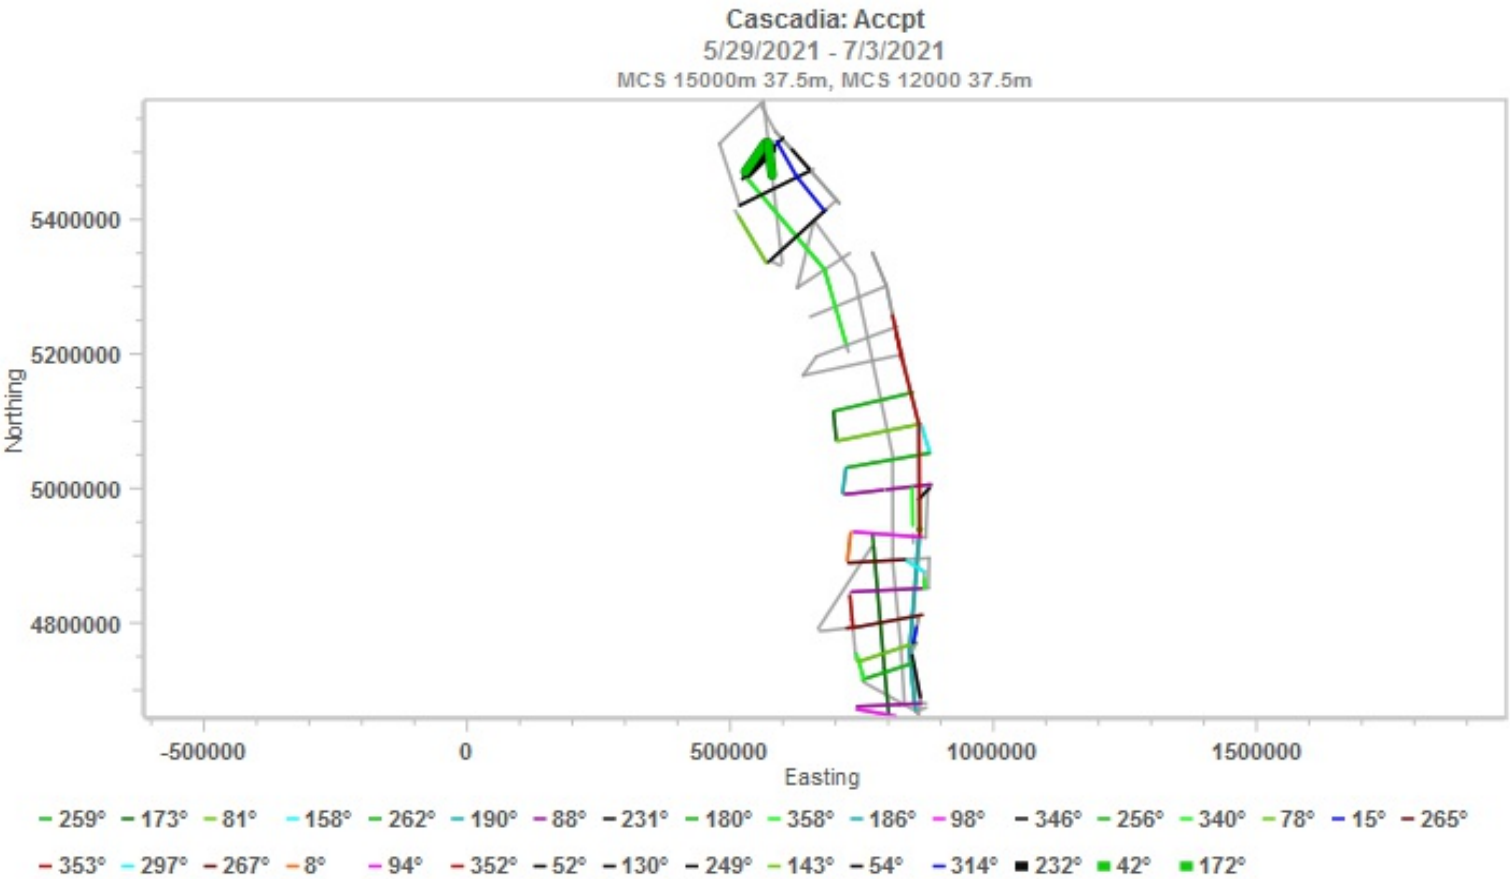 Cascadia: Accpt
5/29/2021 - 7/3/2021
MCS 15000m 37.5m, MCS 12000 37.5m
Northing
5400000
5200000
5000000
4800000
-500000 0 500000 1000000 1500000
Easting
259° 173° 81° 158° 262° 190° 88° 231° 180° 358° 186° 98° 346° 256° 340° 78° 15° 265°
353° 297° 267° 8° 94° 352° 52° 130° 249° 143° 54° 314° 232° 42° 172°